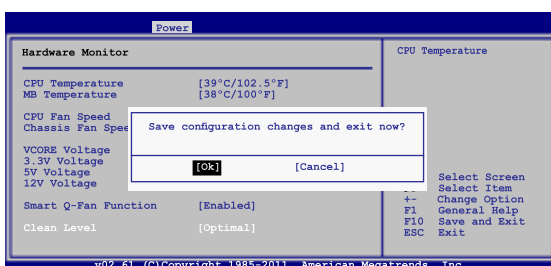 Power
Hardware Monitor
CPU Temperature
CPU Temperature [39°C/102.5°F]
MB Temperature [38°C/100°F]
CPU Fan Speed
Chassis Fan Spee
Save configuration changes and exit now?
[Ok] [Cancel]
VCORE Voltage
3.3V Voltage
5V Voltage
12V Voltage
Smart Q-Fan Function [Enabled]
Clean Level [Optimal]
Select Screen
Select Item
+- Change Option
F1 General Help
F10 Save and Exit
ESC Exit
v02.61 (C)Copyright 1985-2011, American Megatrends, Inc.